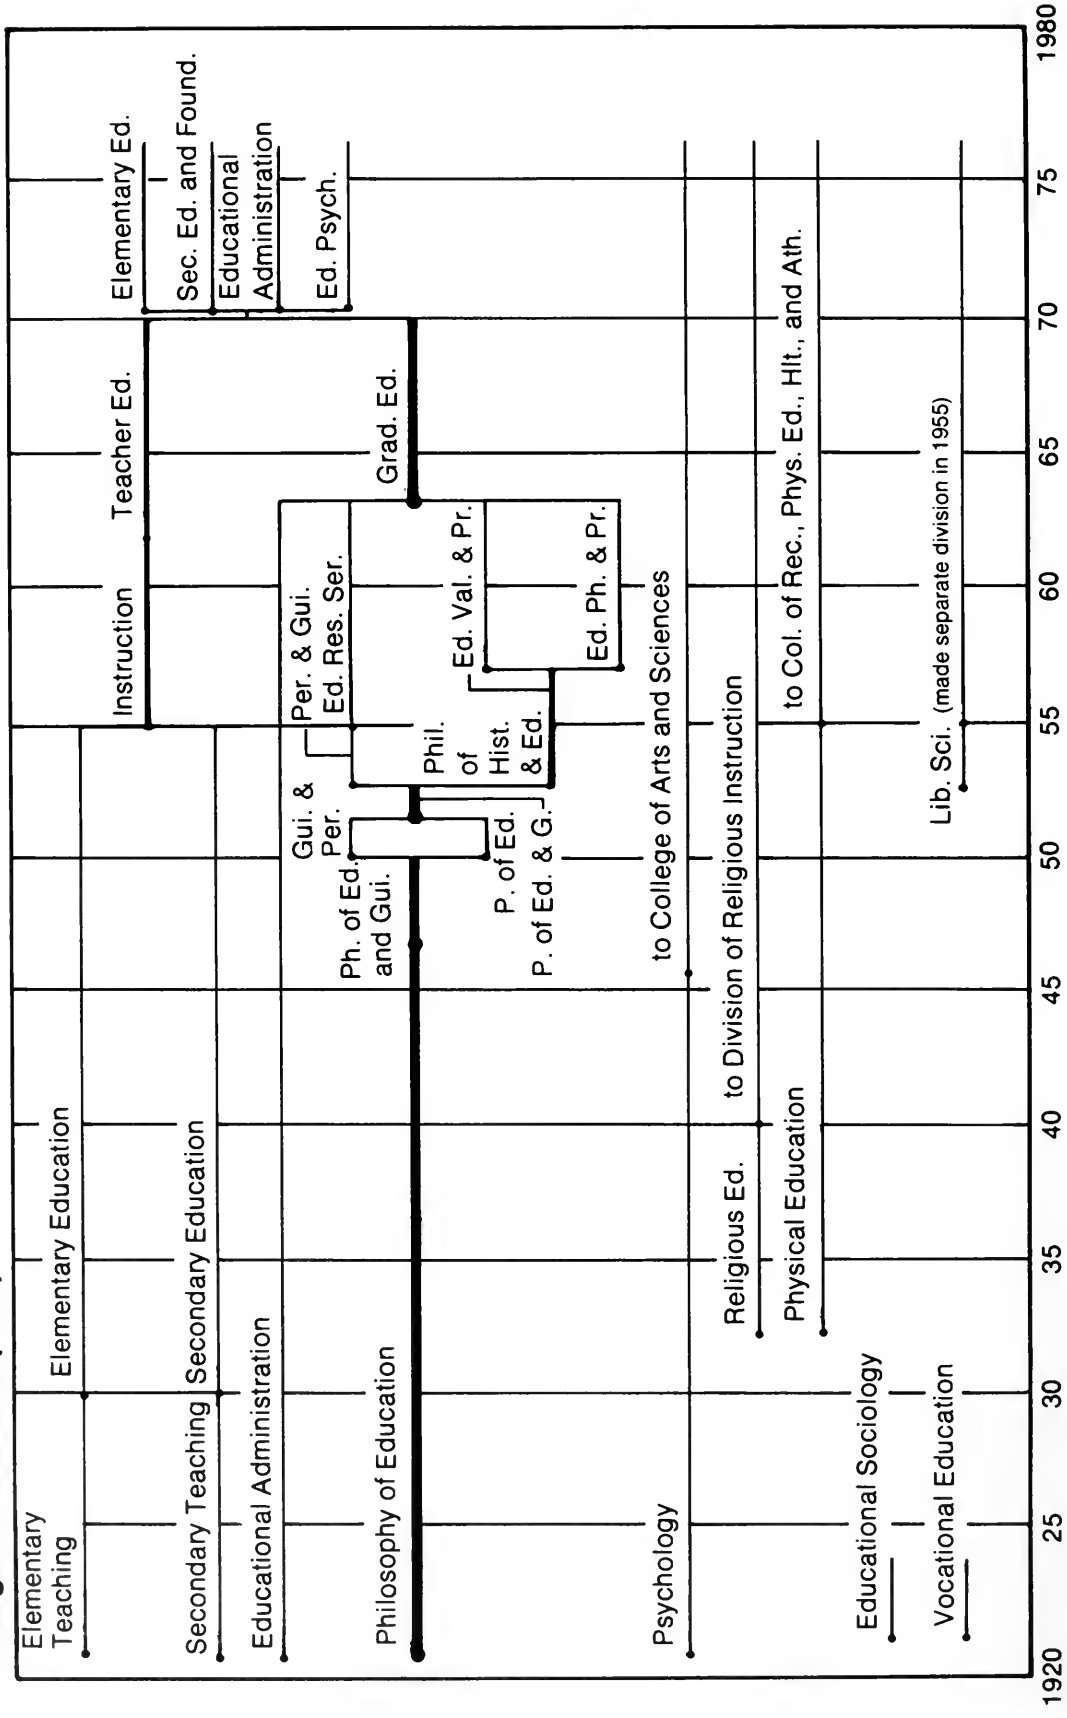 Elementary
Teaching
Elementary Education
Instruction
Teacher Ed.
Elementary Ed.
Secondary Teaching
Secondary Education
Sec. Ed. and Found.
Educational
Administration
Educational Administration
Gui. &
Per.
Per. & Gui.
Ed. Res. Ser.
Ed. Psych.
Philosophy of Education
Ph. of Ed.
and Gui.
Grad. Ed.
Phil.
of
Hist.
& Ed.
Ed. Val. & Pr.
P. of Ed.
P. of Ed. & G.
Ed. Ph. & Pr.
Psychology
to College of Arts and Sciences
Religious Ed.
to Division of Religious Instruction
Physical Education
to Col. of Rec., Phys. Ed., Hlt., and Ath.
Educational Sociology
Vocational Education
Lib. Sci. (made separate division in 1955)
1920 25 30 35 40 45 50 55 60 65 70 75 1980